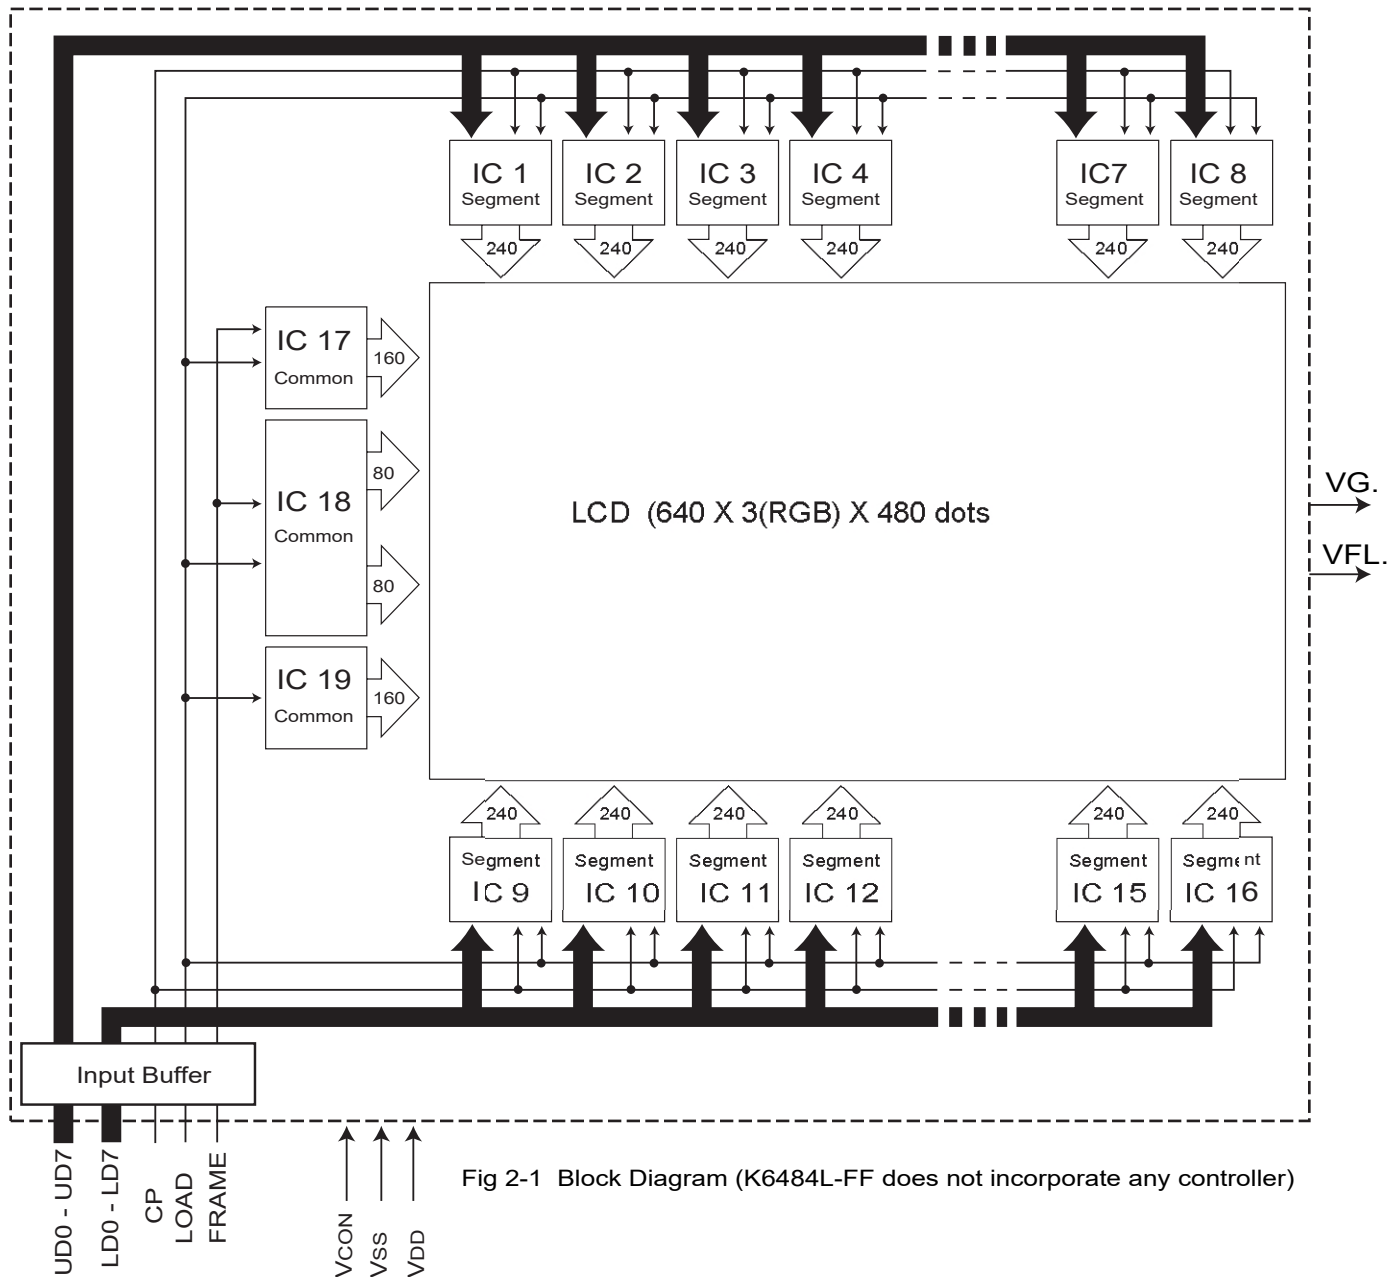 IC 1
Segment
IC 2
Segment
IC 3
Segment
IC 4
Segment
IC7
Segment
IC 8
Segment
240
240
240
240
240
240
IC 17
Common
160
IC 18
Common
80
80
IC 19
Common
160
LCD (640 X 3(RGB) X 480 dots
VG.
VFL.
240
240
240
240
240
240
Segment
IC 9
Segment
IC 10
Segment
IC 11
Segment
IC 12
Segment
IC 15
Segment
IC 16
Input Buffer
UD0 - UD7
LD0 - LD7
CP
LOAD
FRAME
VCON
VSS
VDD
Fig 2-1 Block Diagram (K6484L-FF does not incorporate any controller)